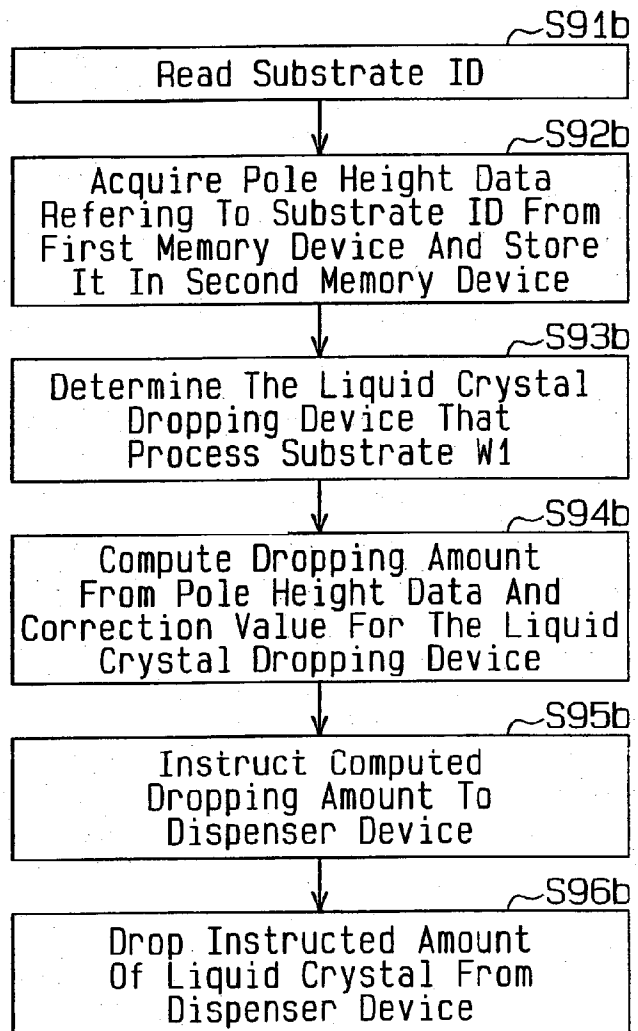 S91b
Read Substrate ID
S92b
Acquire Pole Height Data
Refering To Substrate ID From
First Memory Device And Store
It In Second Memory Device
S93b
Determine The Liquid Crystal
Dropping Device That
Process Substrate W1
S94b
Compute Dropping Amount
From Pole Height Data And
Correction Value For The Liquid
Crystal Dropping Device
S95b
Instruct Computed
Dropping Amount To
Dispenser Device
S96b
Drop Instructed Amount
Of Liquid Crystal From
Dispenser Device